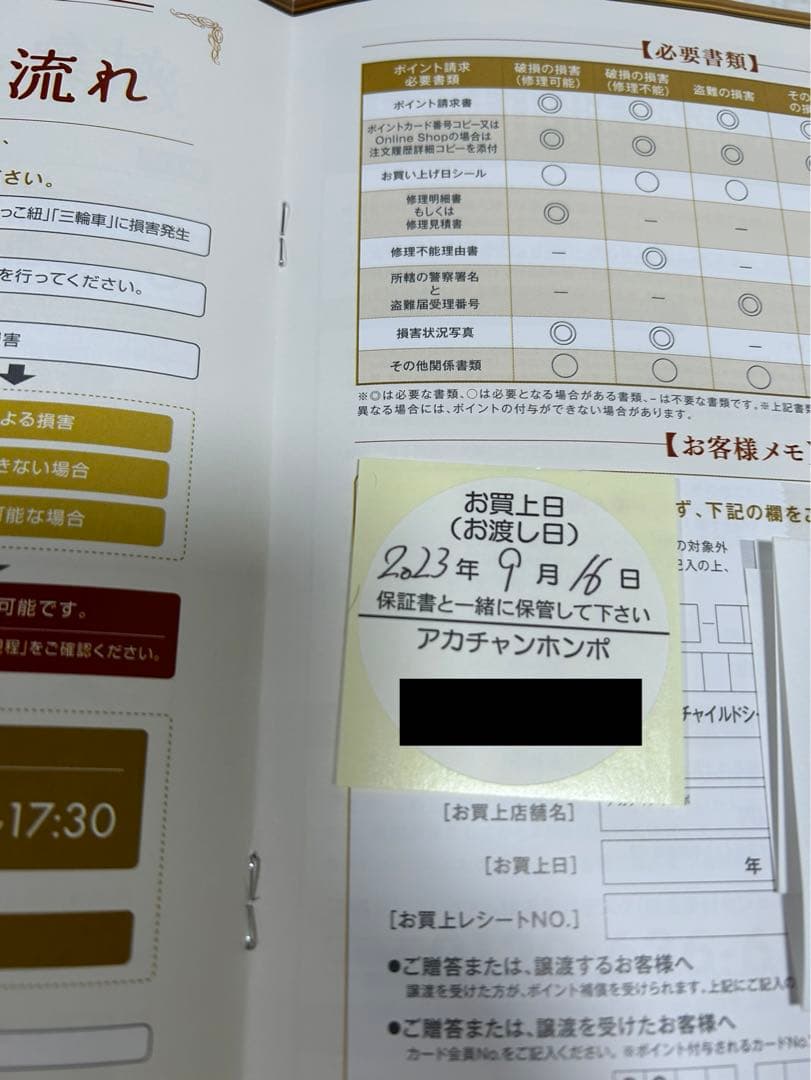 流れ
、
ださい。
っこ紐」「三輪車」に損害発生
を行ってください。
害
よる損害
きない場合
可能な場合
可能です。
程」をご確認ください。
17:30
【必要書類】
ポイント請求
必要書類
破損の損害
(修理可能)
破損の損害
(修理不能)
盗難の損害
その
の損
ポイント請求書 ◎ ◎ ◎
ポイントカード番号コピー又は
Online Shopの場合は
注文履歴詳細コピーを添付
◎ ◎ ◎
お買い上げ日シール ○ ○ ○
修理明細書
もしくは
修理見積書
◎ － －
修理不能理由書 － ◎ －
所轄の警察署名
と
盗難届受理番号
－ － ◎
損害状況写真 ◎ ◎ －
その他関係書類 ○ ○ ○
※◎は必要な書類、○は必要となる場合がある書類、－は不要な書類です。※上記書類
異なる場合には、ポイントの付与ができない場合があります。
【お客様メモ】
ず、下記の欄をご
の対象外
記入の上、
お買上日
(お渡し日)
2023年 9月 16日
保証書と一緒に保管して下さい
アカチャンホンポ
チャイルドシ
[お買上店舗名]
[お買上日] 年
[お買上レシートNO.]
●ご贈答または、譲渡するお客様へ
譲渡を受けた方が、ポイント補償を受けられます。上記にご記入の
●ご贈答または、譲渡を受けたお客様へ
カード会員No.をご記入ください。※ポイント付与されるカードNo.